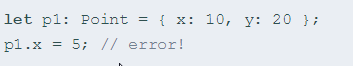 let p1: Point = { x: 10, y: 20 };
p1.x = 5; // error!